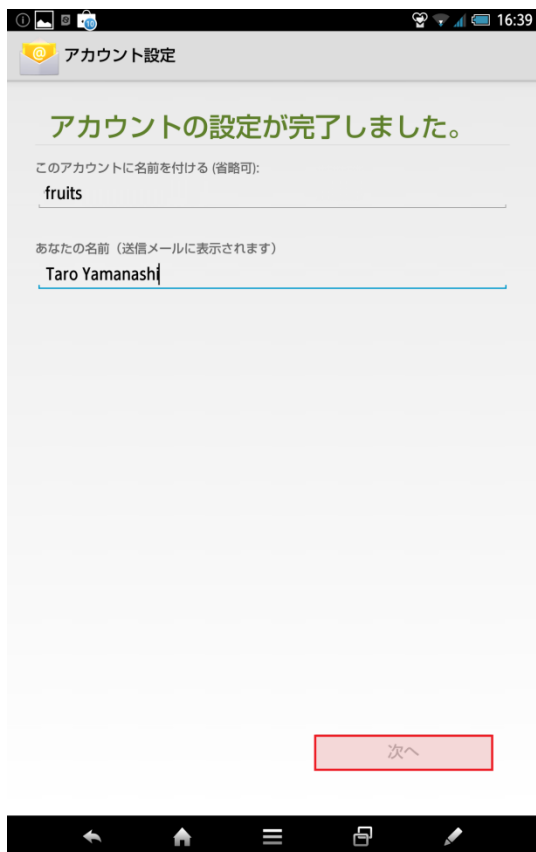 16:39
アカウント設定
アカウントの設定が完了しました。
このアカウントに名前を付ける (省略可):
fruits
あなたの名前（送信メールに表示されます）
Taro Yamanashi
次へ